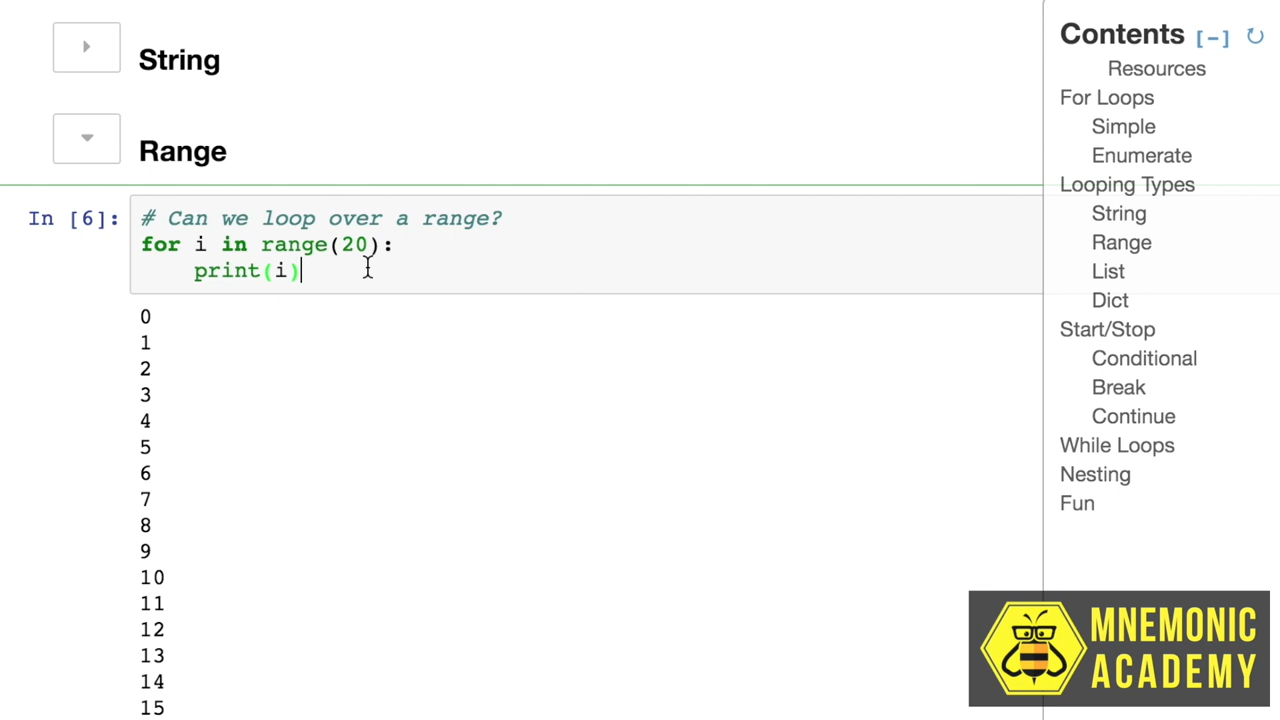 String
Range
In [6]:
# Can we loop over a range?
for i in range(20):
    print(i)
0
1
2
3
4
5
6
7
8
9
10
11
12
13
14
15
Contents [-] ↻
Resources
For Loops
Simple
Enumerate
Looping Types
String
Range
List
Dict
Start/Stop
Conditional
Break
Continue
While Loops
Nesting
Fun
MNEMONIC
ACADEMY